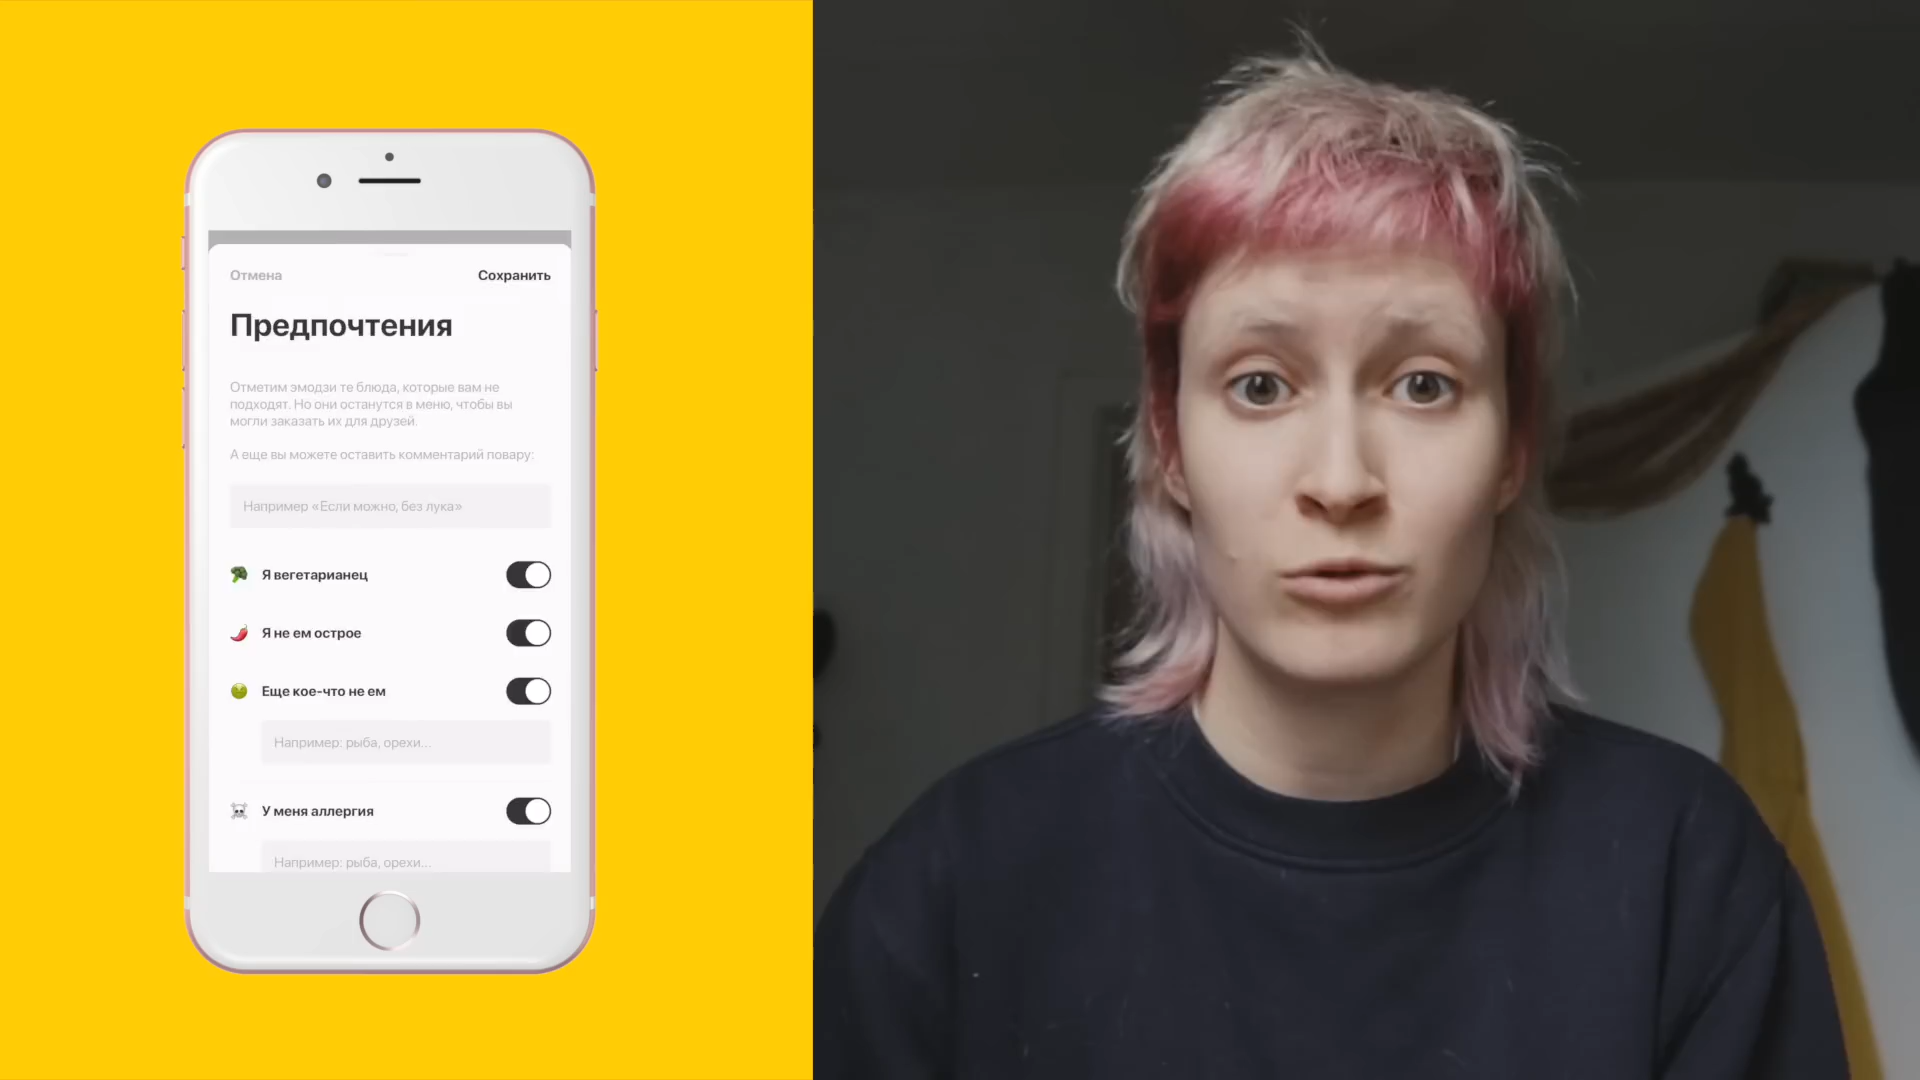 Отмена
Сохранить
Предпочтения
Отметим эмодзи те блюда, которые вам не
подходят. Но они останутся в меню, чтобы вы
могли заказать их для друзей.
А еще вы можете оставить комментарий повару:
Например «Если можно, без лука»
Я вегетарианец
Я не ем острое
Еще кое-что не ем
Например: рыба, орехи...
У меня аллергия
Например: рыба, орехи...